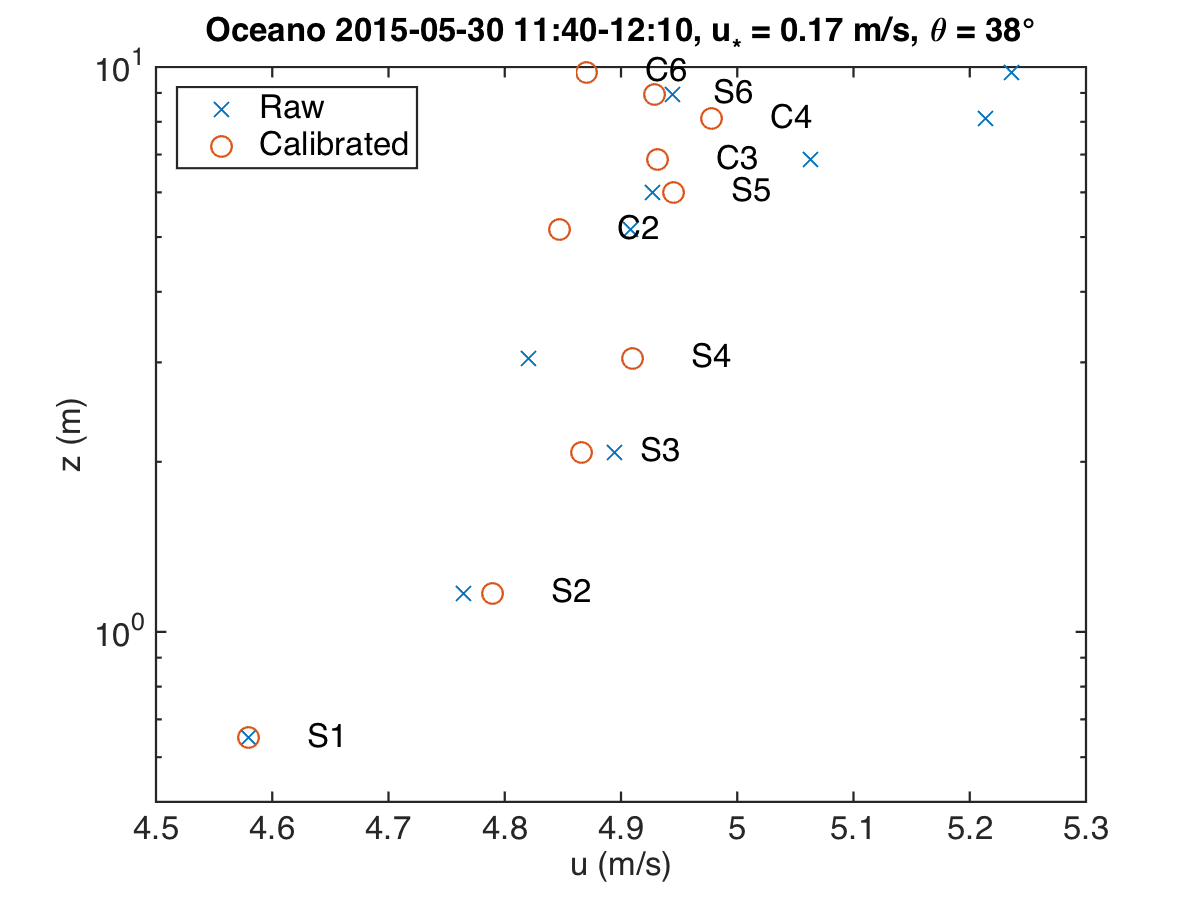 Oceano 2015-05-30 11:40-12:10, u* = 0.17 m/s, θ = 38°
10¹
Raw
Calibrated
C6
S6
C4
C3
S5
C2
S4
S3
S2
10⁰
S1
z (m)
4.5 4.6 4.7 4.8 4.9 5 5.1 5.2 5.3
u (m/s)